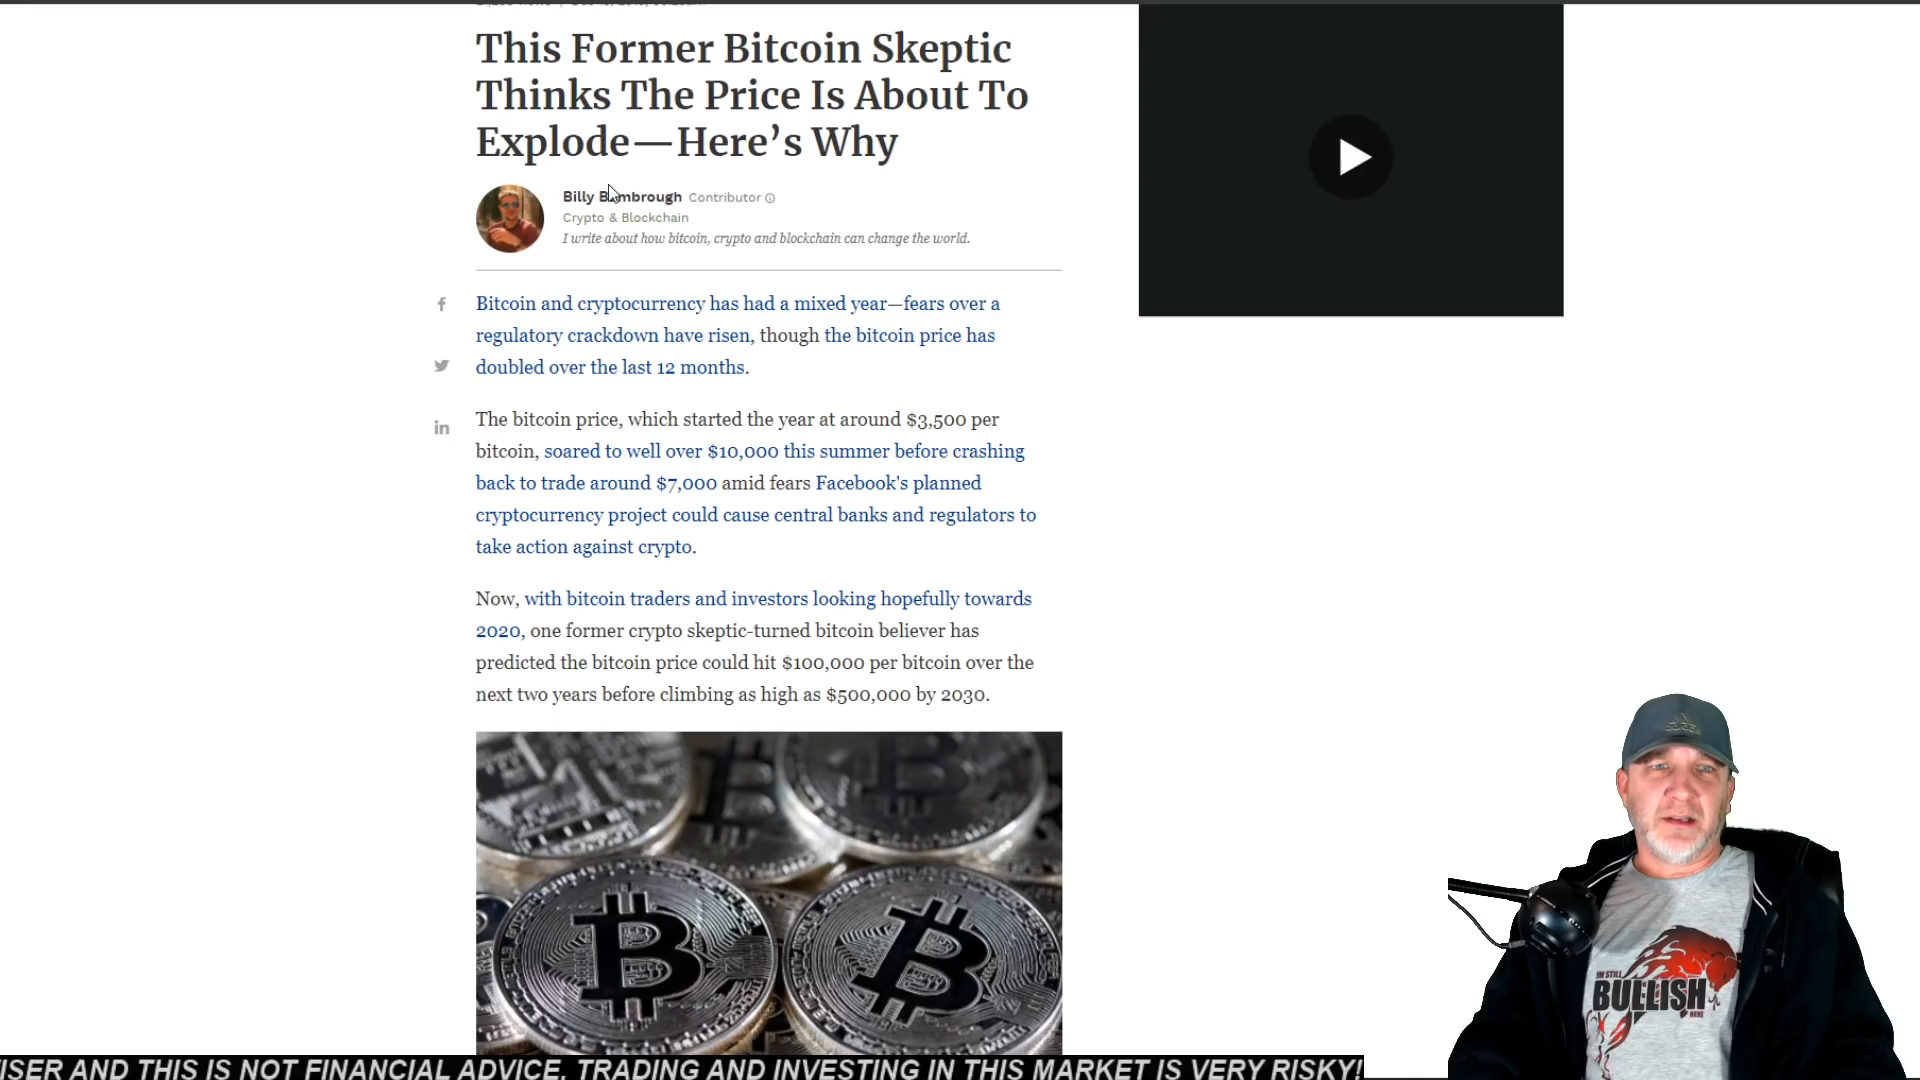 This Former Bitcoin Skeptic
Thinks The Price Is About To
Explode—Here’s Why
Billy Bambrough Contributor
Crypto & Blockchain
I write about how bitcoin, crypto and blockchain can change the world.
Bitcoin and cryptocurrency has had a mixed year—fears over a
regulatory crackdown have risen, though the bitcoin price has
doubled over the last 12 months.
The bitcoin price, which started the year at around $3,500 per
bitcoin, soared to well over $10,000 this summer before crashing
back to trade around $7,000 amid fears Facebook's planned
cryptocurrency project could cause central banks and regulators to
take action against crypto.
Now, with bitcoin traders and investors looking hopefully towards
2020, one former crypto skeptic-turned bitcoin believer has
predicted the bitcoin price could hit $100,000 per bitcoin over the
next two years before climbing as high as $500,000 by 2030.
IM STILL
BULLISH
HERE
ISER AND THIS IS NOT FINANCIAL ADVICE. TRADING AND INVESTING IN THIS MARKET IS VERY RISKY!